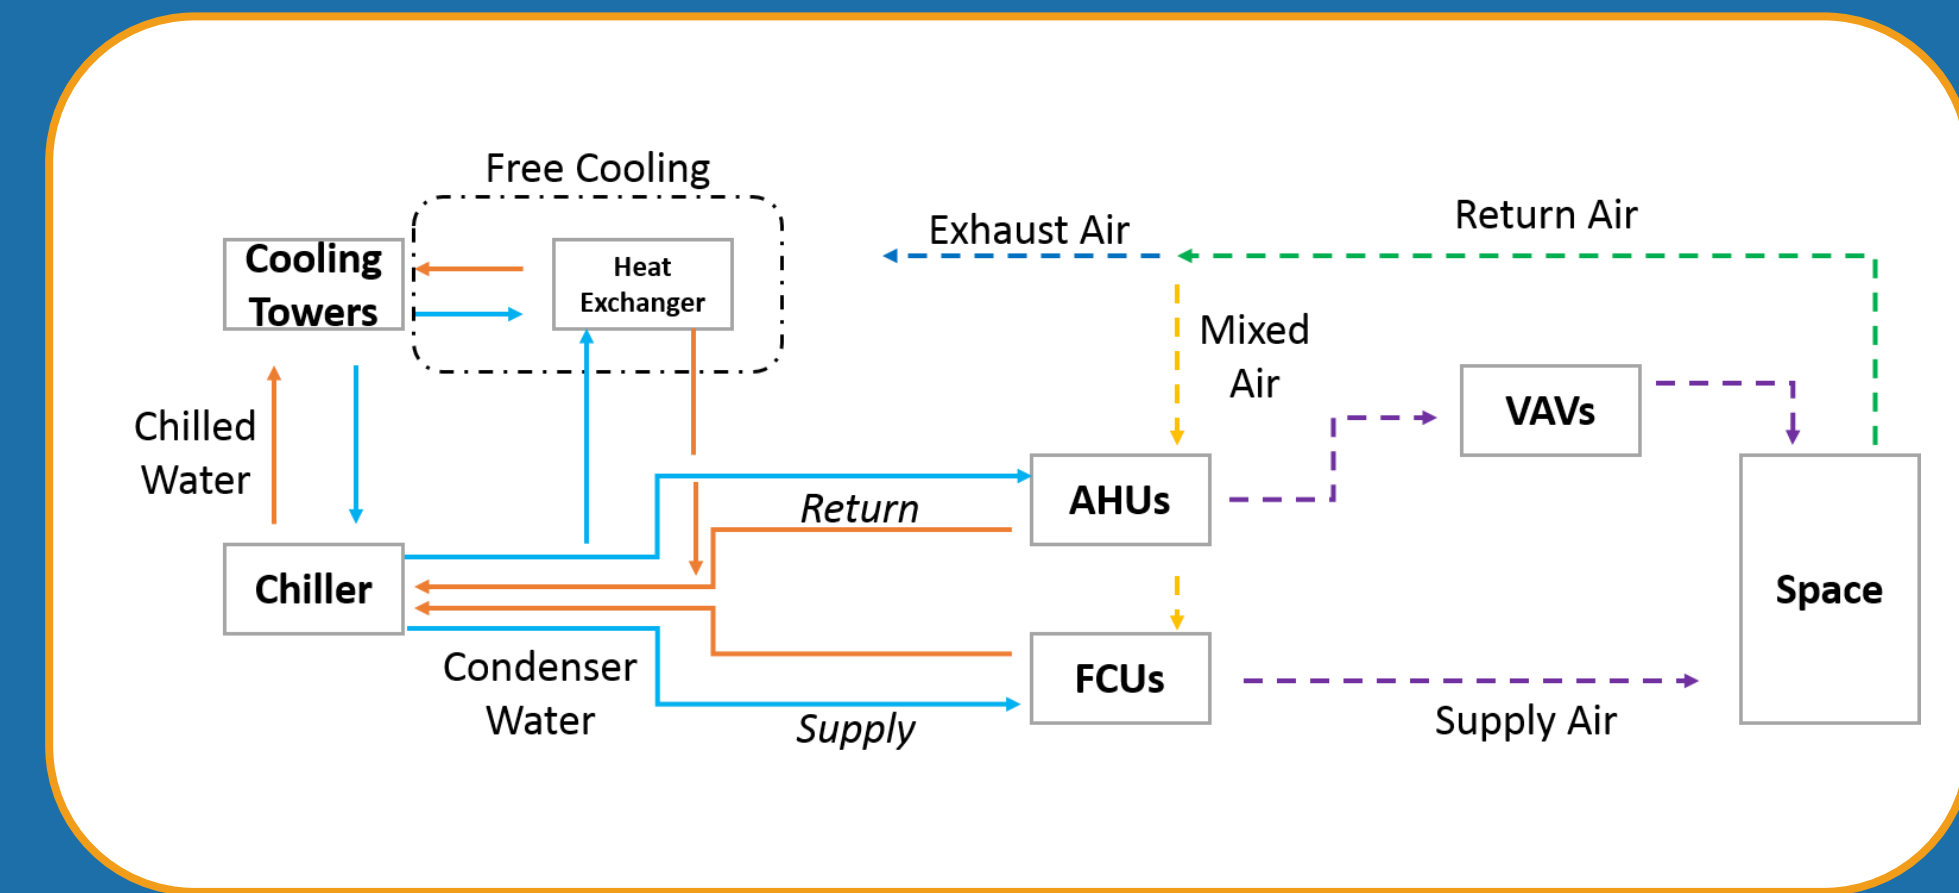 Free Cooling
Return Air
Exhaust Air
Cooling
Towers
Heat
Exchanger
Mixed
Air
Chilled
Water
VAVs
AHUs
Return
Chiller
Space
Condenser
Water
FCUs
Supply
Supply Air